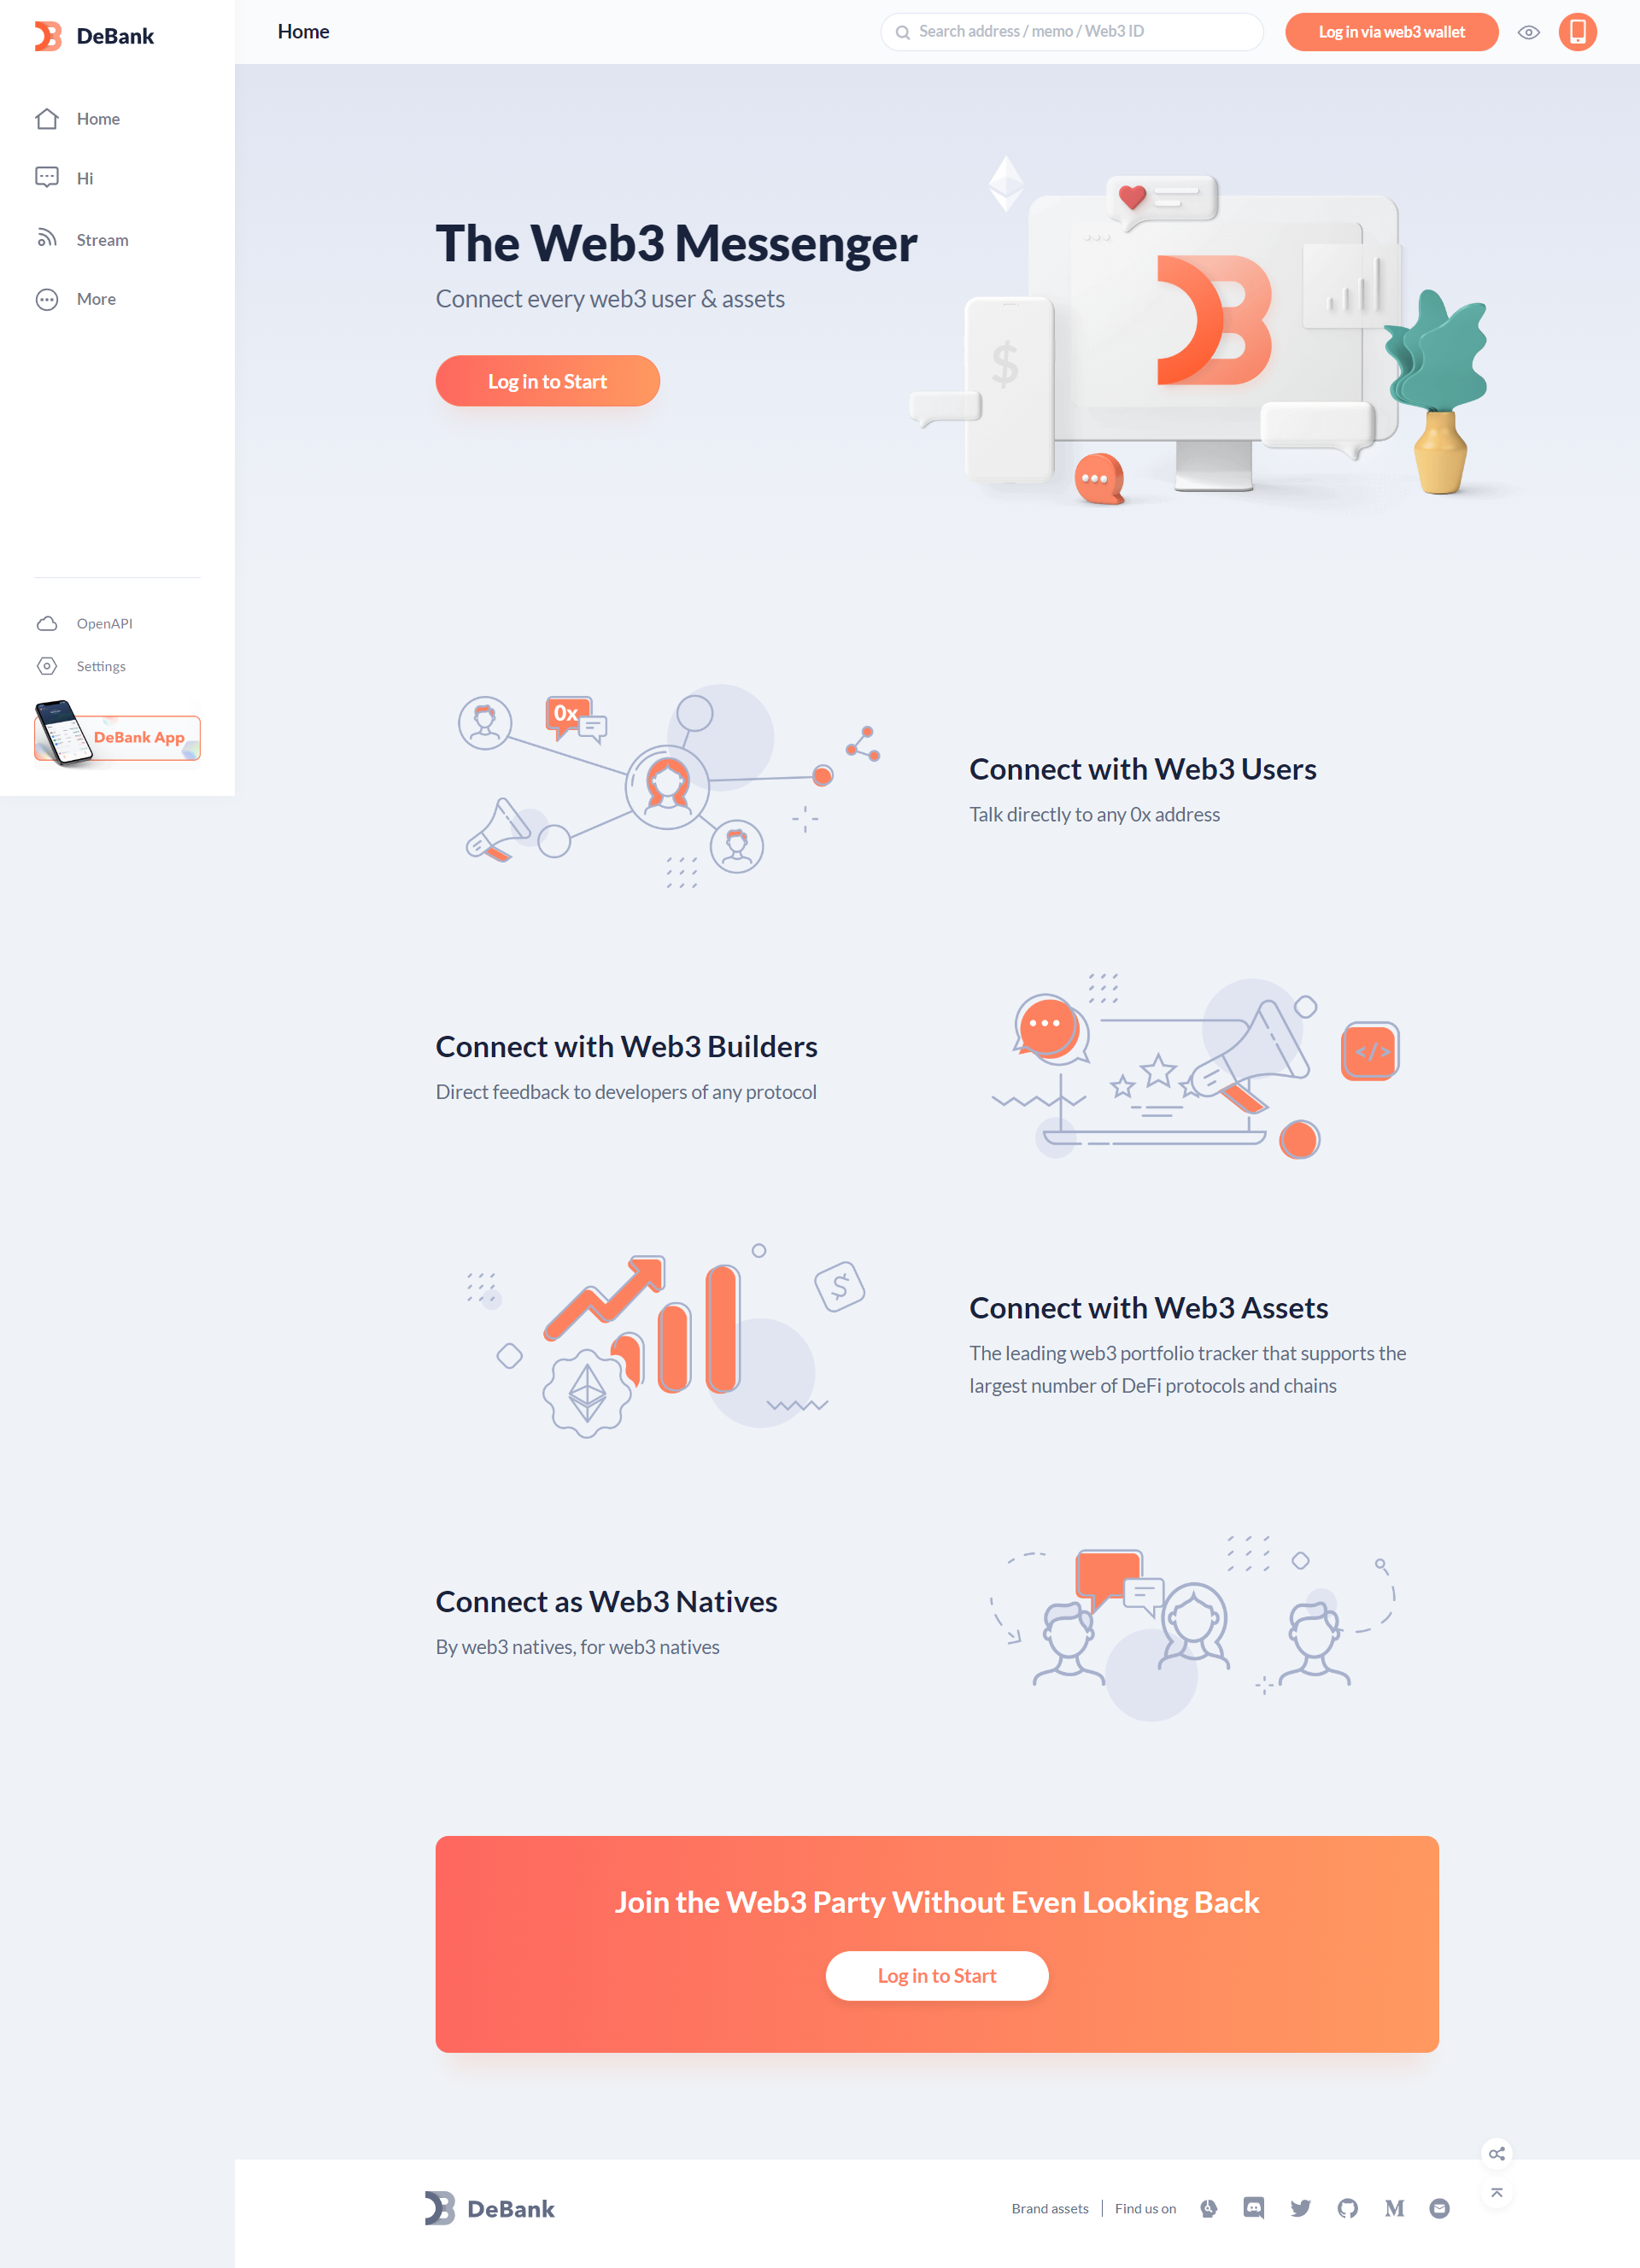 DeBank
Home
Search address / memo / Web3 ID
Log in via web3 wallet
Home
Hi
Stream
More
The Web3 Messenger
Connect every web3 user & assets
Log in to Start
$
OpenAPI
Settings
DeBank App
0x
Connect with Web3 Users
Talk directly to any 0x address
Connect with Web3 Builders
Direct feedback to developers of any protocol
</>
$
Connect with Web3 Assets
The leading web3 portfolio tracker that supports the
largest number of DeFi protocols and chains
Connect as Web3 Natives
By web3 natives, for web3 natives
Join the Web3 Party Without Even Looking Back
Log in to Start
DeBank
Brand assets
Find us on